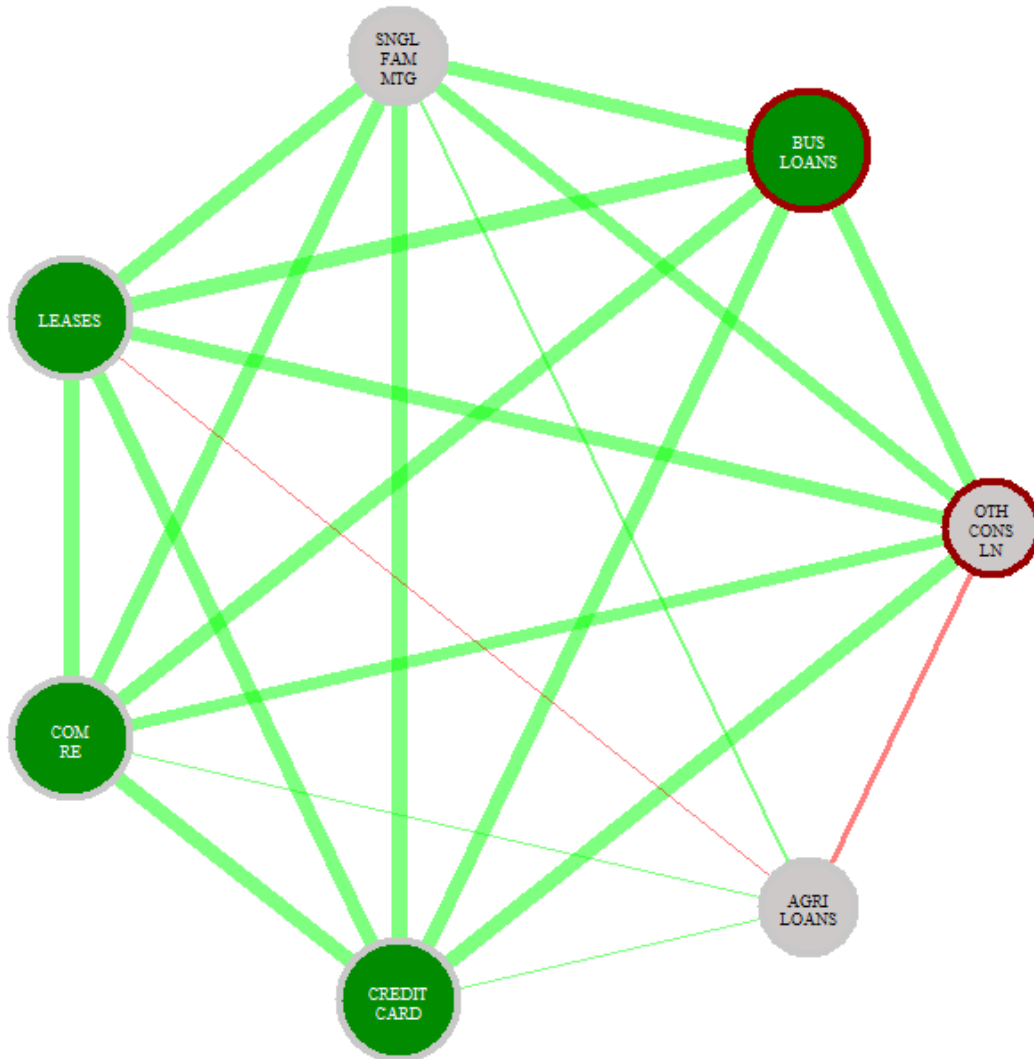 SNGL
FAM
MTG
BUS
LOANS
LEASES
OTH
CONS
LN
COM
RE
AGRI
LOANS
CREDIT
CARD